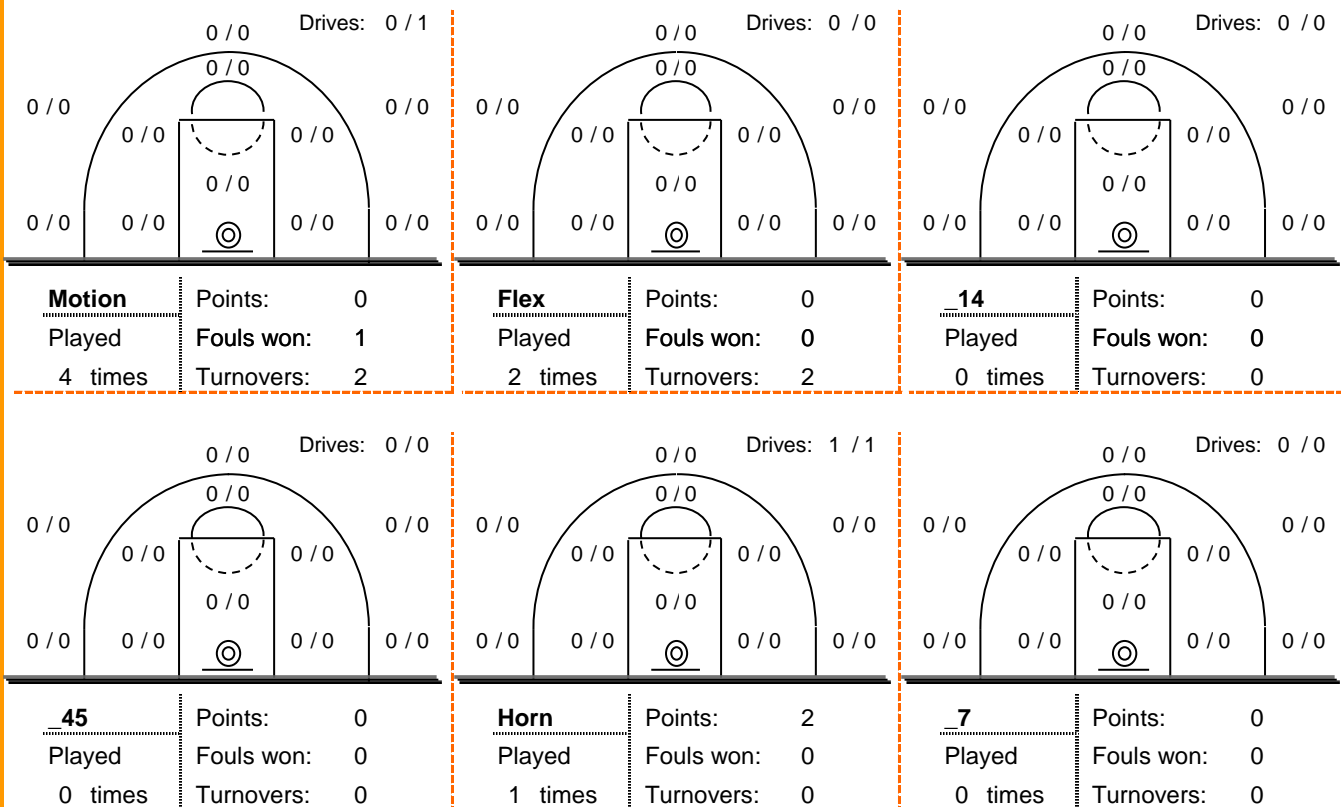 Drives: 0 / 1
0 / 0
0 / 0
0 / 0 0 / 0
0 / 0 0 / 0
0 / 0
0 / 0 0 / 0 0 / 0 0 / 0
Motion Points: 0
Played Fouls won: 1
4 times Turnovers: 2
Drives: 0 / 0
0 / 0
0 / 0
0 / 0 0 / 0
0 / 0 0 / 0
0 / 0
0 / 0 0 / 0 0 / 0 0 / 0
Flex Points: 0
Played Fouls won: 0
2 times Turnovers: 2
Drives: 0 / 0
0 / 0
0 / 0
0 / 0 0 / 0
0 / 0 0 / 0
0 / 0
0 / 0 0 / 0 0 / 0 0 / 0
_14 Points: 0
Played Fouls won: 0
0 times Turnovers: 0
Drives: 0 / 0
0 / 0
0 / 0
0 / 0 0 / 0
0 / 0 0 / 0
0 / 0
0 / 0 0 / 0 0 / 0 0 / 0
_45 Points: 0
Played Fouls won: 0
0 times Turnovers: 0
Drives: 1 / 1
0 / 0
0 / 0
0 / 0 0 / 0
0 / 0 0 / 0
0 / 0
0 / 0 0 / 0 0 / 0 0 / 0
Horn Points: 2
Played Fouls won: 0
1 times Turnovers: 0
Drives: 0 / 0
0 / 0
0 / 0
0 / 0 0 / 0
0 / 0 0 / 0
0 / 0
0 / 0 0 / 0 0 / 0 0 / 0
_7 Points: 0
Played Fouls won: 0
0 times Turnovers: 0